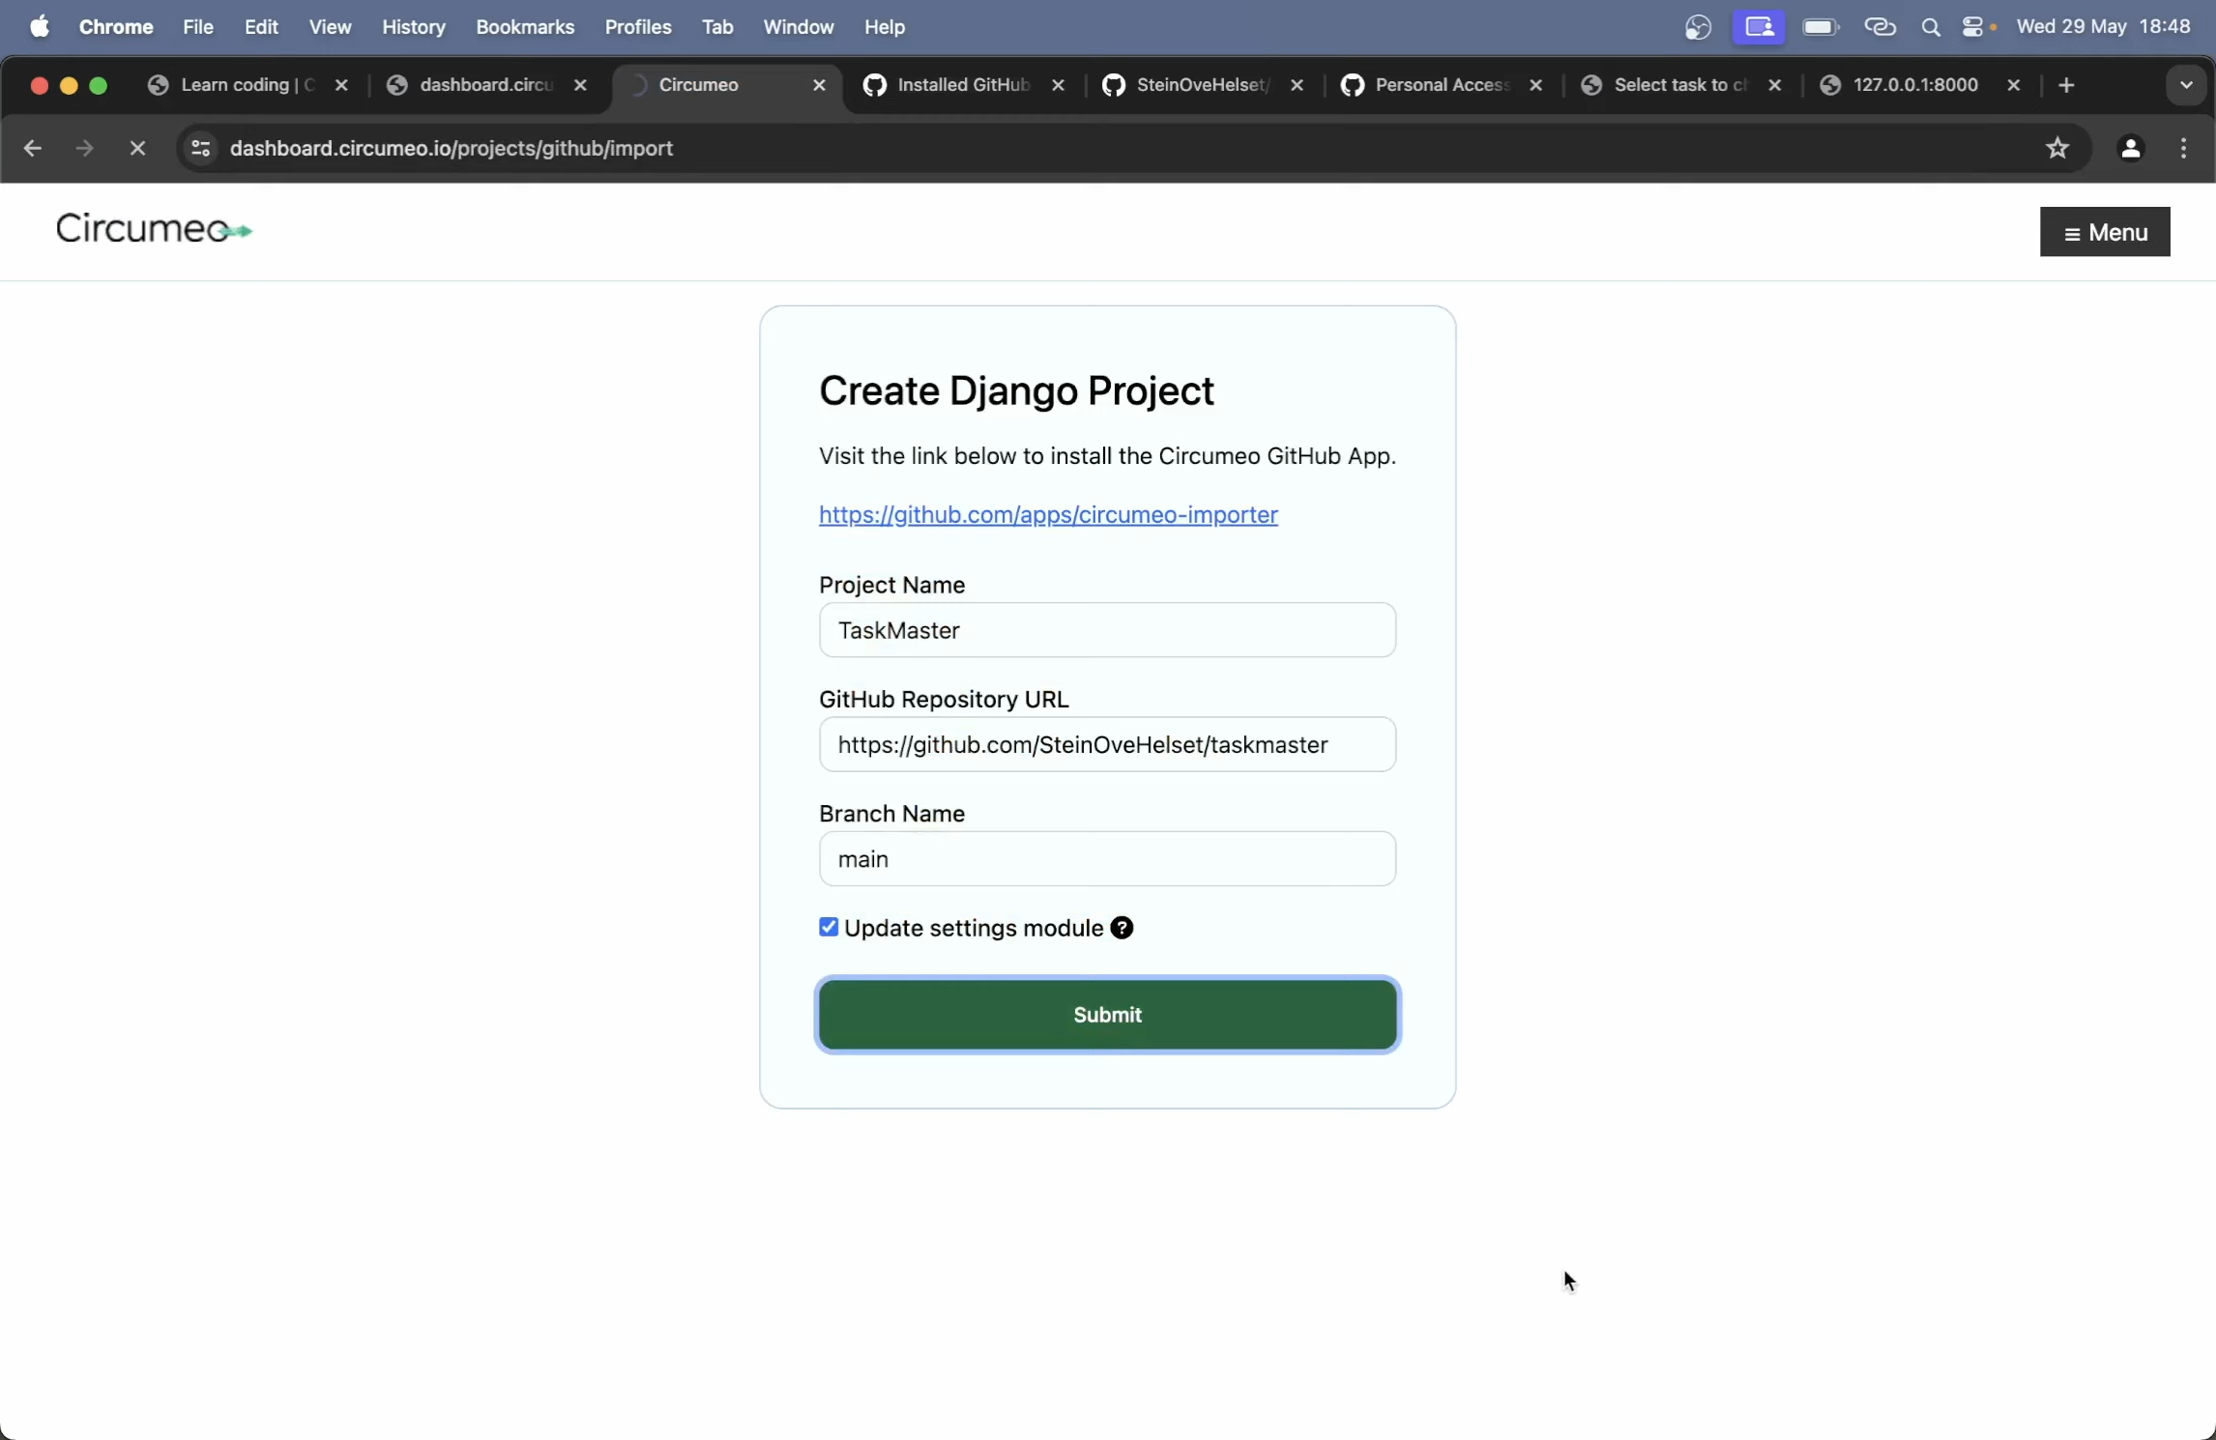 Chrome File Edit View History Bookmarks Profiles Tab Window Help Wed 29 May 18:48
Learn coding | C dashboard.circu Circumeo Installed GitHub SteinOveHelset/ Personal Access Select task to ch 127.0.0.1:8000
dashboard.circumeo.io/projects/github/import
Circumeo
≡ Menu
Create Django Project
Visit the link below to install the Circumeo GitHub App.
https://github.com/apps/circumeo-importer
Project Name
TaskMaster
GitHub Repository URL
https://github.com/SteinOveHelset/taskmaster
Branch Name
main
Update settings module ?
Submit